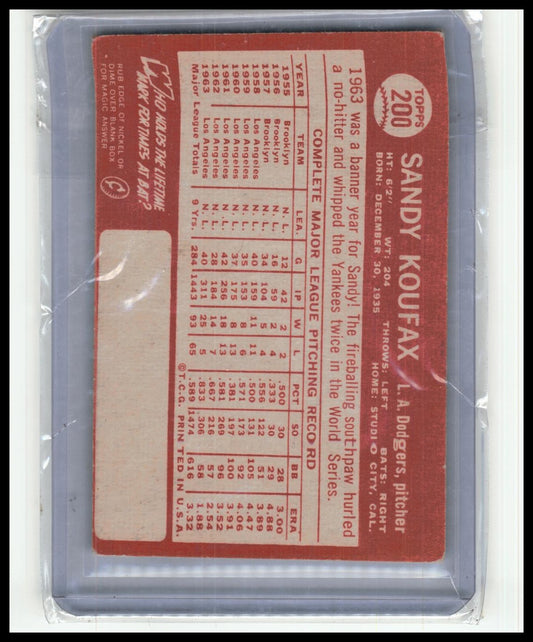 TOPPS
200
SANDY KOUFAX L. A. Dodgers, pitcher
HT: 6'2" WT: 204 THROWS: LEFT BATS: RIGHT
BORN: DECEMBER 30, 1935 HOME: STUDIO CITY, CAL.
1963 was a banner year for Sandy! The fireballing southpaw hurled
a no-hitter and whipped the Yankees twice in the World Series.
COMPLETE MAJOR LEAGUE PITCHING RECORD
YEAR TEAM LEA. G IP W L PCT SO BB ERA
1955 Brooklyn N. L. 12 42 2 2 .500 30 28 3.00
1956 Brooklyn N. L. 16 59 2 4 .333 30 29 4.88
1957 Brooklyn N. L. 34 104 5 4 51 3.89
1958 Los Angeles N. L. 40 159 11 11 .500 131 105 4.47
1959 Los Angeles N. L. 35 153 8 6 .571 173 92 4.06
1960 Los Angeles N. L. 37 175 8 13 .381 197 100 3.91
1961 Los Angeles N. L. 42 256 18 13 .581 269 96 3.52
1962 Los Angeles N. L. 28 184 14 7 216 57 2.54
1963 Los Angeles N. L. 40 311 25 5 .833 306 58 1.88
Major League Totals 9 Yrs. 284 1443 93 65 .589 1474 616 3.32
©T.C.G. PRINTED IN U.S.A.
WHO HOLDS THE LIFETIME
MARK FOR TIMES AT BAT?
RUB EDGE OF NICKEL OR
DIME OVER BLANK BOX
FOR MAGIC ANSWER